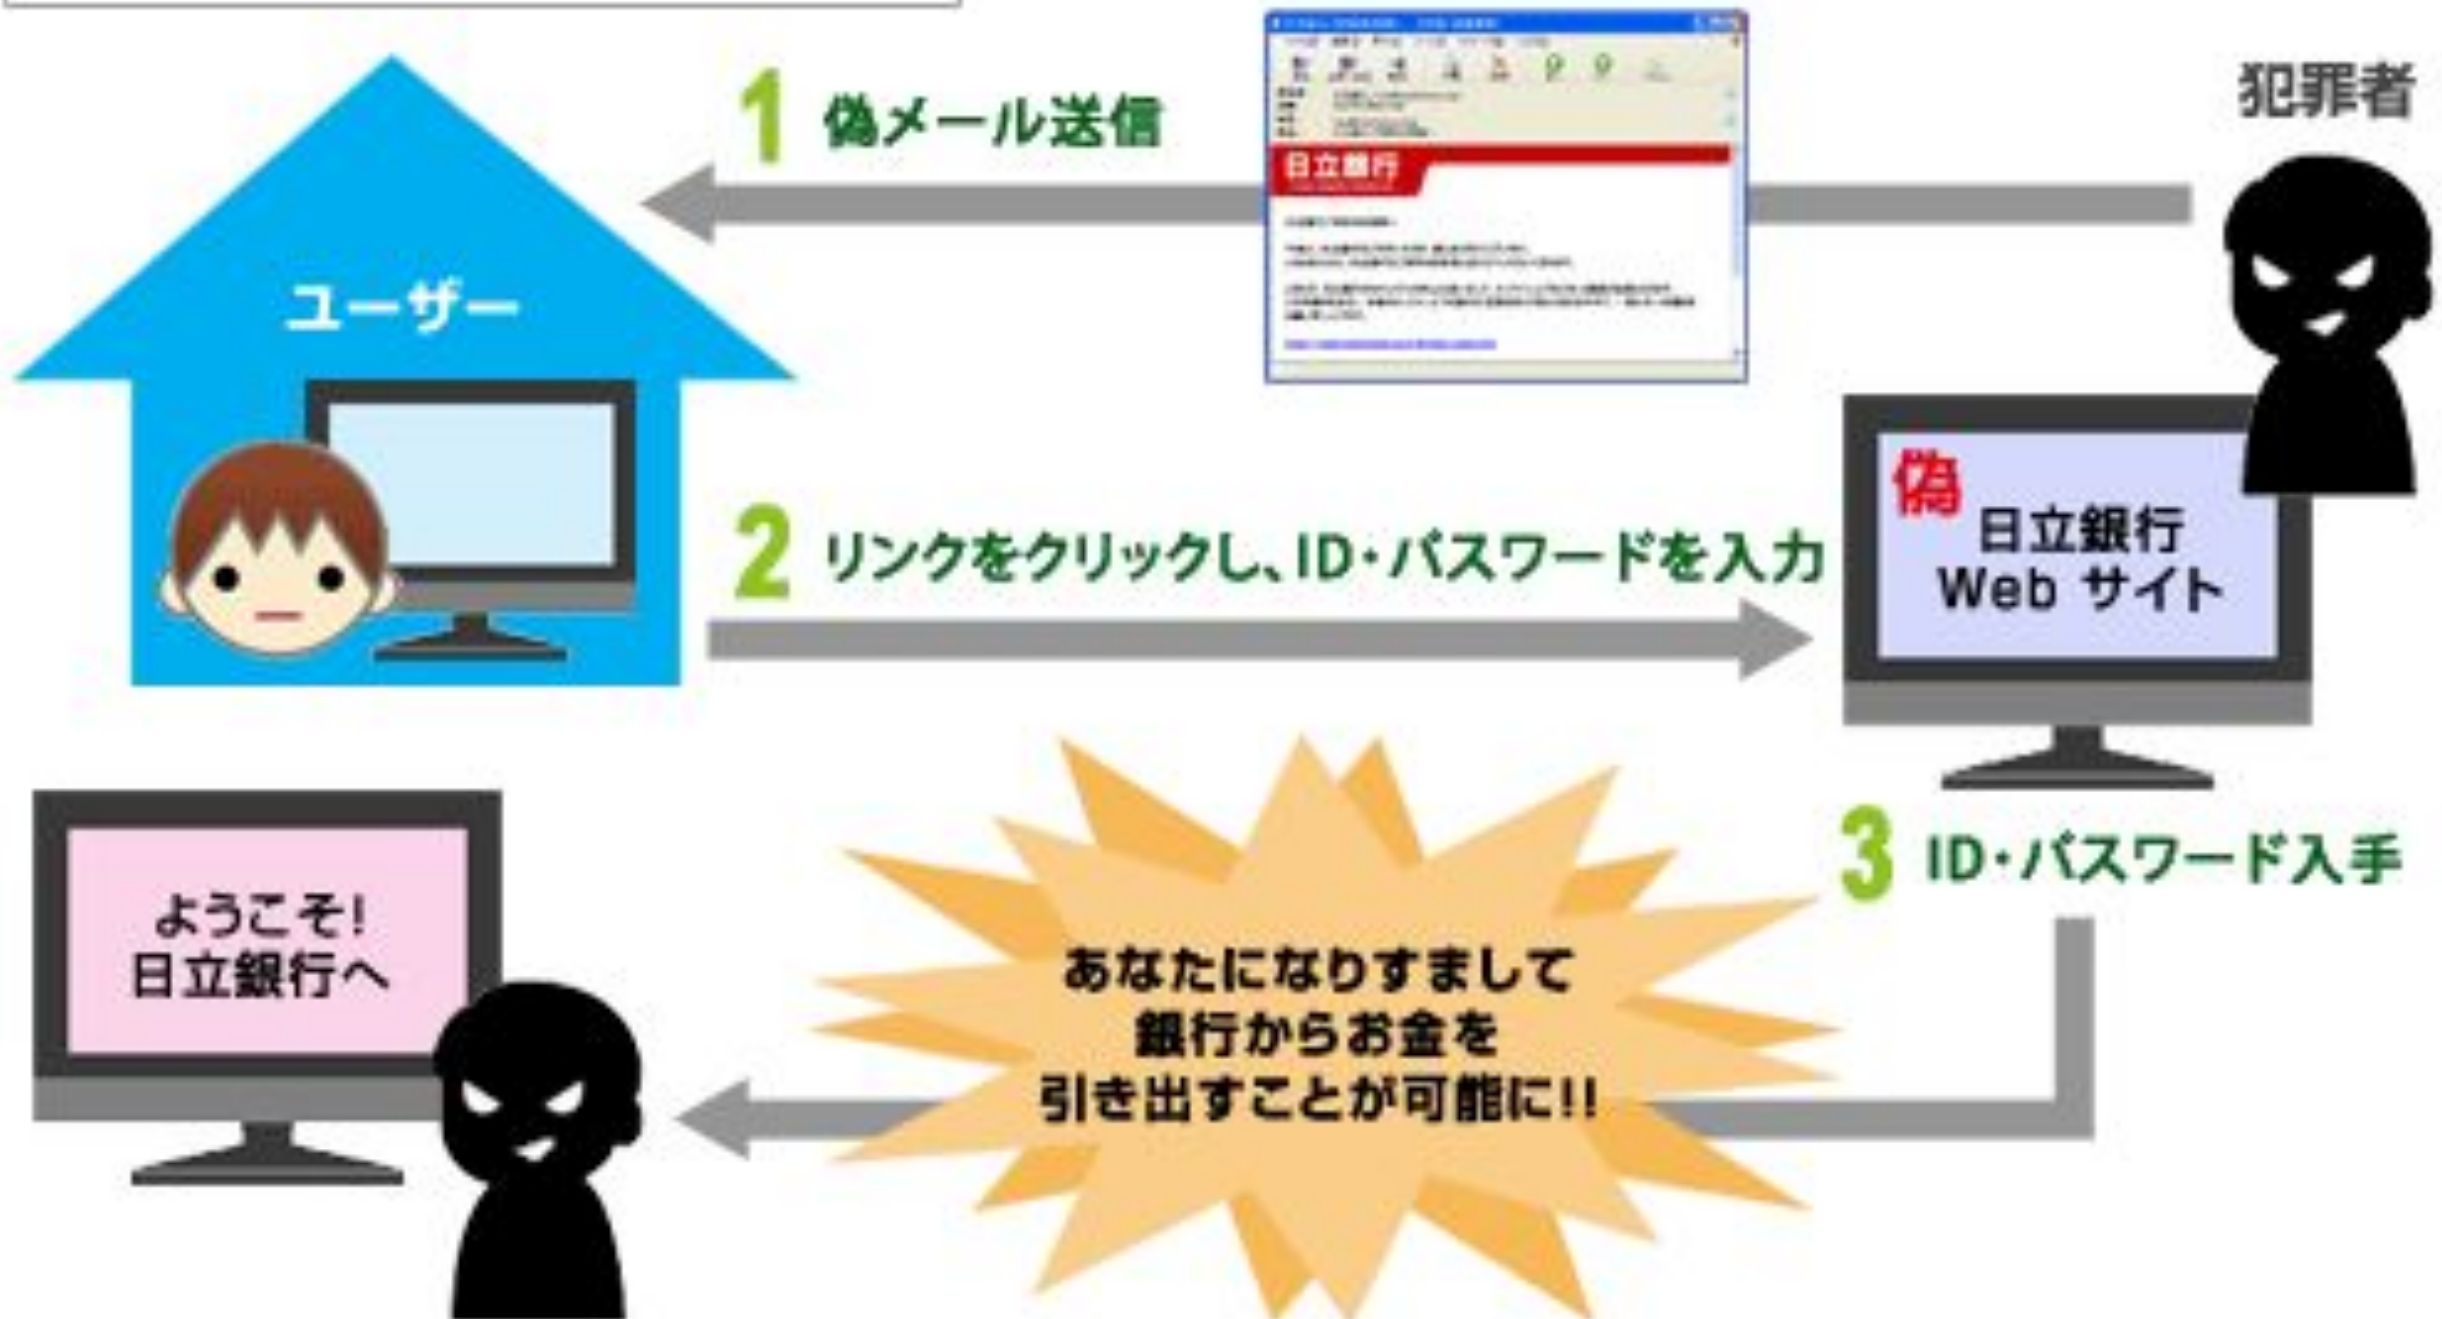 1 偽メール送信
犯罪者
日立銀行
ユーザー
2 リンクをクリックし、ID・パスワードを入力
偽
日立銀行
Web サイト
3 ID・パスワード入手
ようこそ!
日立銀行へ
あなたになりすまして
銀行からお金を
引き出すことが可能に!!